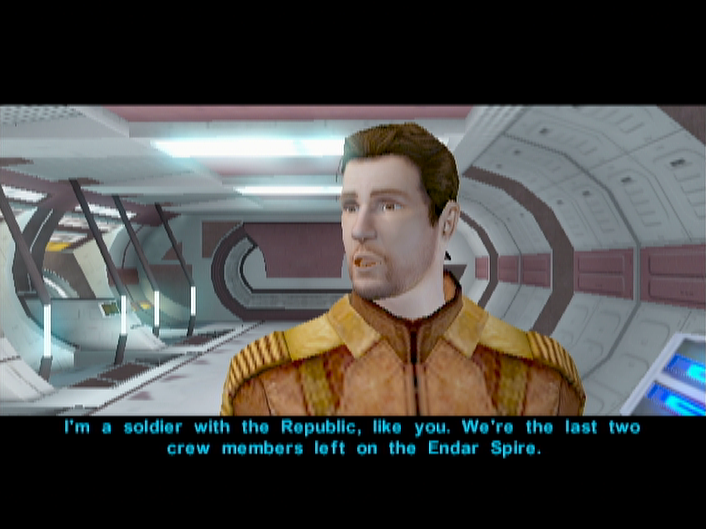 I'm a soldier with the Republic, like you. We're the last two
crew members left on the Endar Spire.